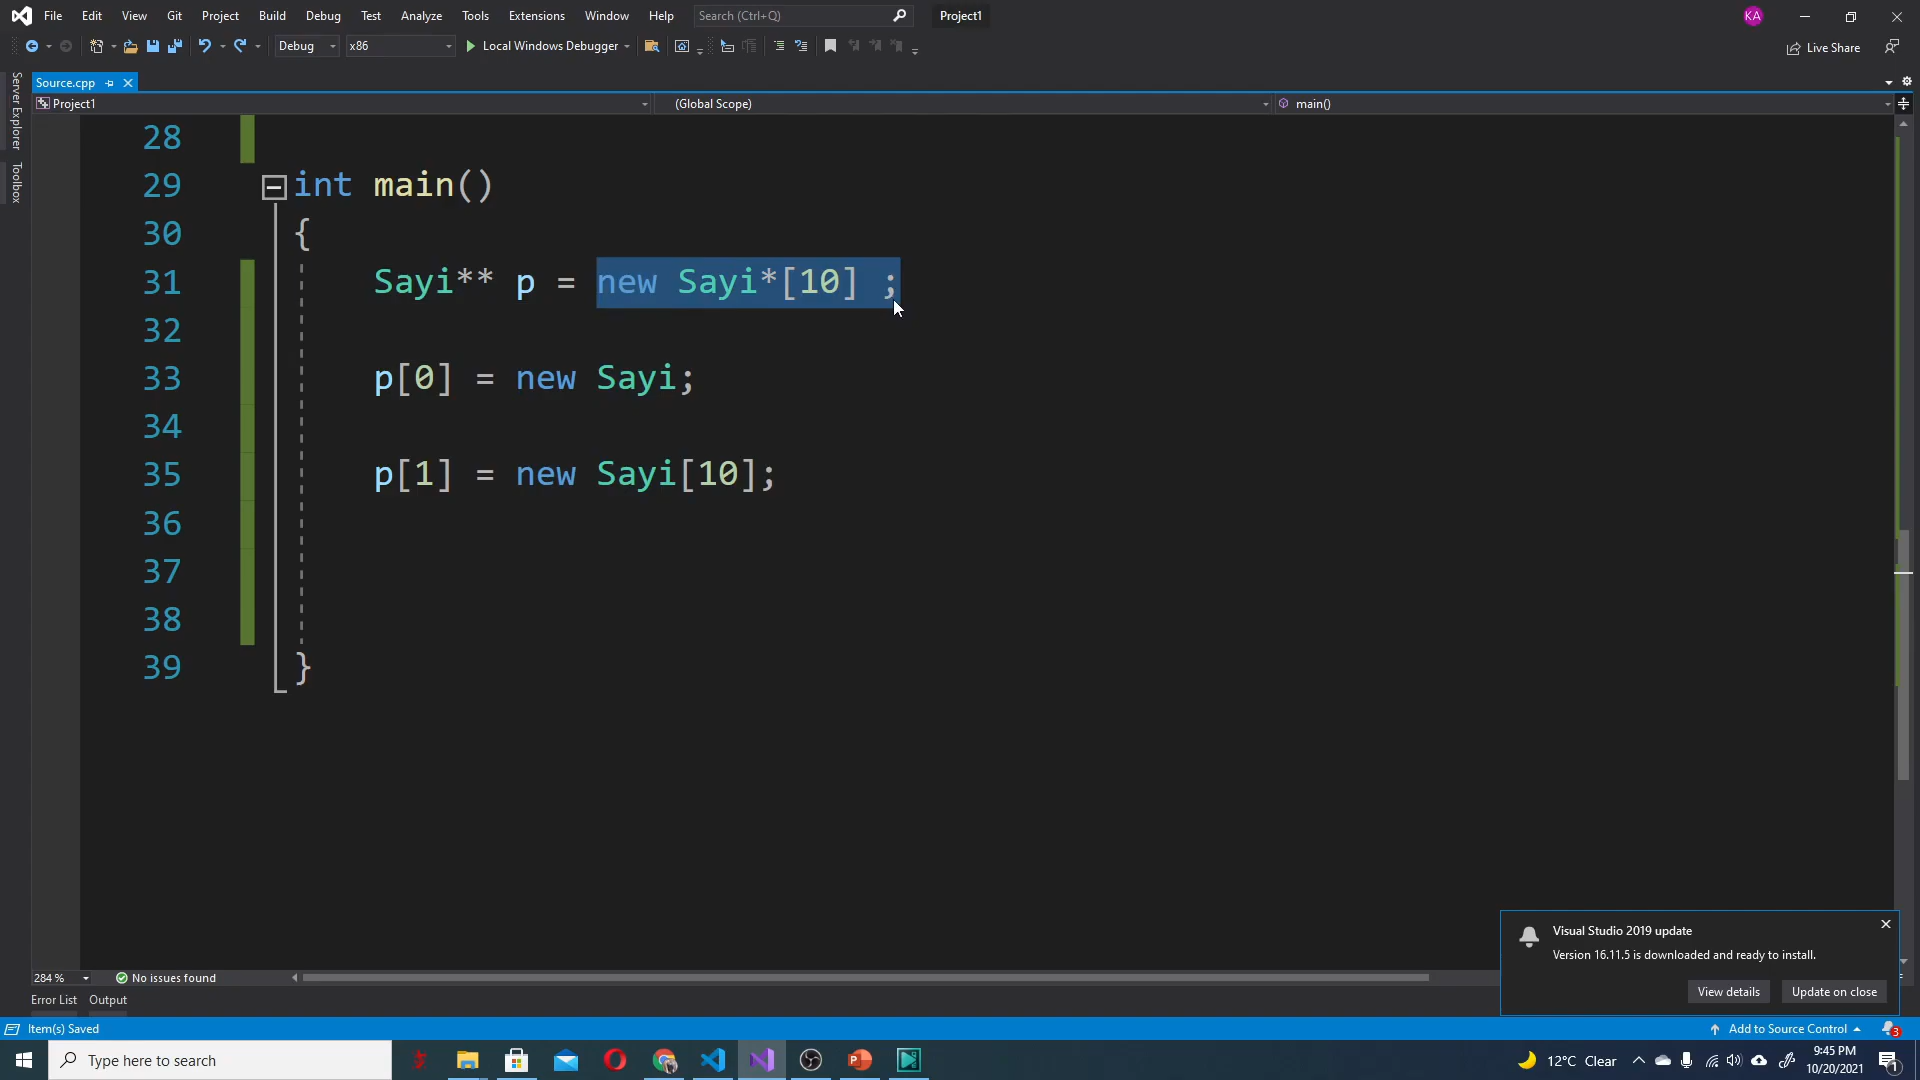 File Edit View Git Project Build Debug Test Analyze Tools Extensions Window Help Search (Ctrl+Q) Project1 KA
Debug x86 Local Windows Debugger Live Share
Server Explorer
Toolbox
Source.cpp
Project1 (Global Scope) main()
28
29 int main()
30 {
31 Sayi** p = new Sayi*[10] ;
32
33 p[0] = new Sayi;
34
35 p[1] = new Sayi[10];
36
37
38
39 }
Visual Studio 2019 update
Version 16.11.5 is downloaded and ready to install.
View details Update on close
284 % No issues found
Error List Output
Item(s) Saved Add to Source Control 3
Type here to search 12°C Clear 9:45 PM
10/20/2021 1